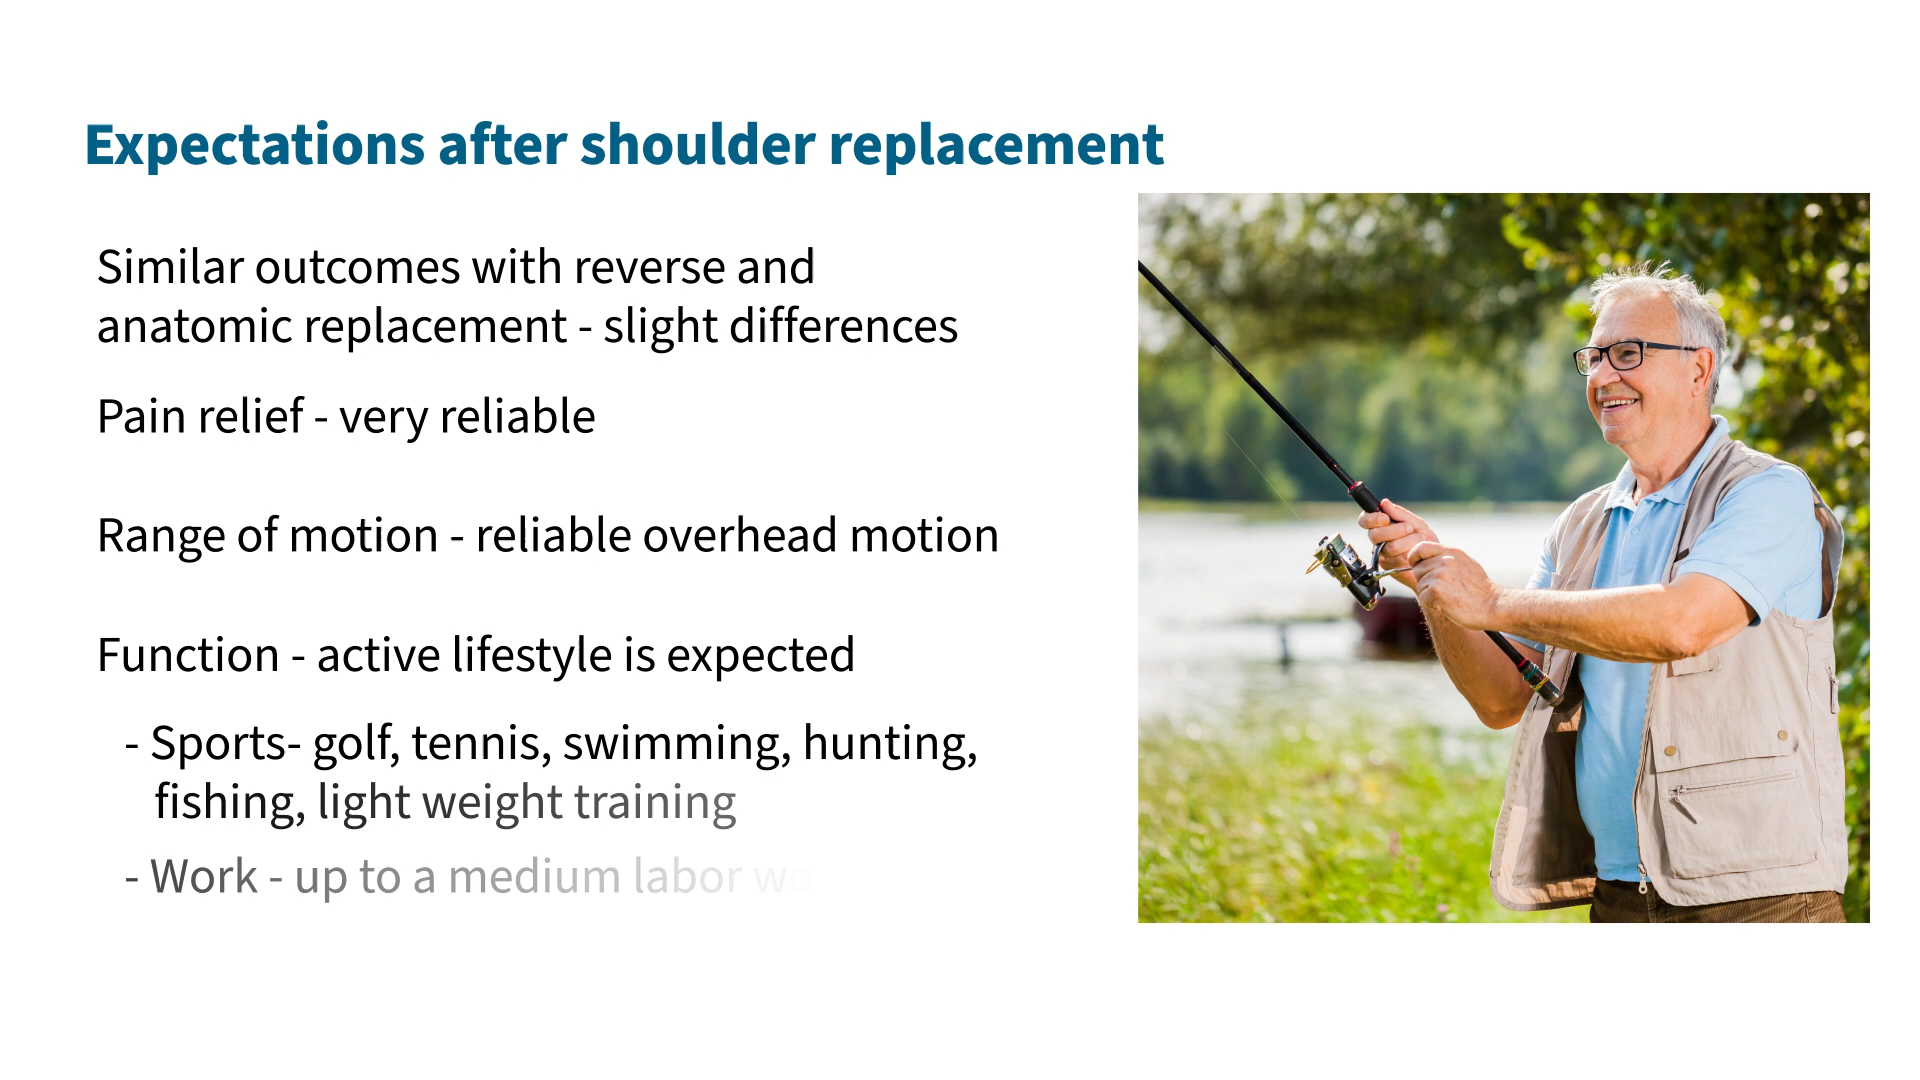 Expectations after shoulder replacement
Similar outcomes with reverse and
anatomic replacement - slight differences
Pain relief - very reliable
Range of motion - reliable overhead motion
Function - active lifestyle is expected
- Sports- golf, tennis, swimming, hunting,
fishing, light weight training
- Work - up to a medium labor